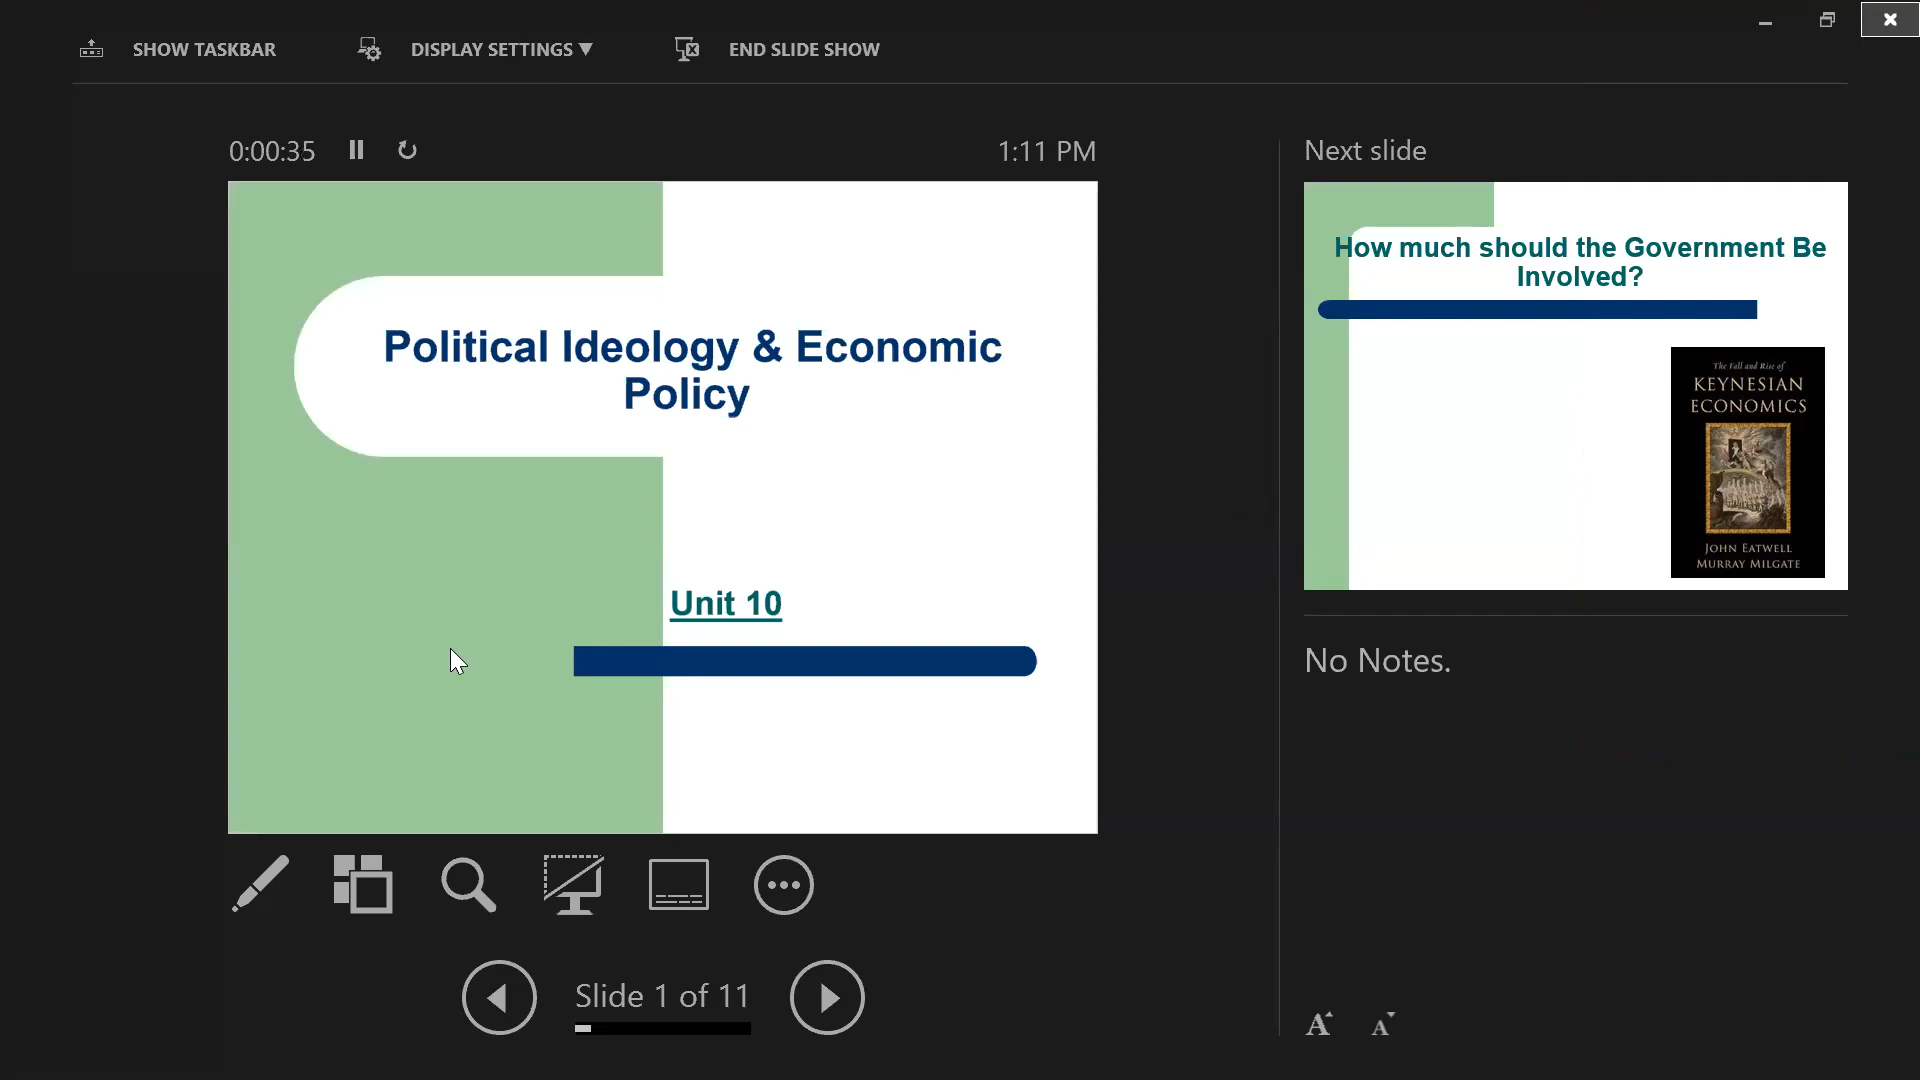 SHOW TASKBAR
DISPLAY SETTINGS ▼
END SLIDE SHOW
0:00:35
1:11 PM
Political Ideology & Economic
Policy
Unit 10
Slide 1 of 11
Next slide
How much should the Government Be
Involved?
The Fall and Rise of
KEYNESIAN
ECONOMICS
JOHN EATWELL
MURRAY MILGATE
No Notes.
A A